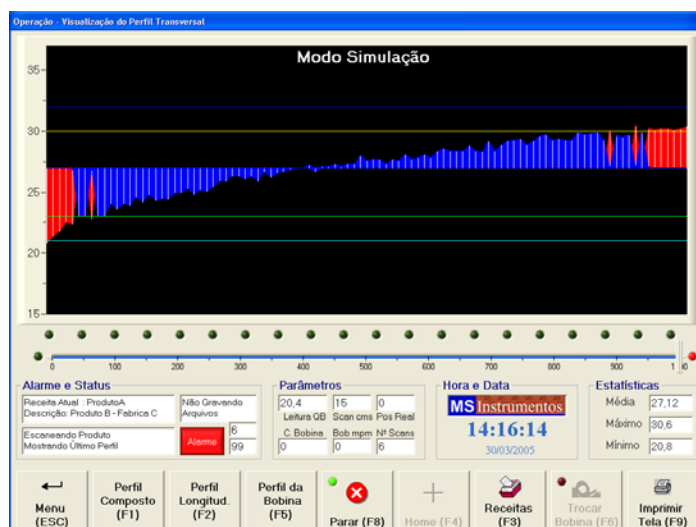 Operação - Visualização do Perfil Transversal
Modo Simulação
35
30
25
20
15
0 100 200 300 400 500 600 700 800 900 1 0
Alarme e Status
Receita Atual : ProdutoA
Descrição: Produto B - Fabrica C
Não Gravando
Arquivos
Escaneando Produto
Mostrando Último Perfil
Alarme
6
99
Parâmetros
20,4 15 0
Leitura QB Scan cms Pos Real
C. Bobina Bob mpm Nº Scans
0 0 6
Hora e Data
MS Instrumentos
14:16:14
30/03/2005
Estatísticas
Média 27,12
Máximo 30,6
Mínimo 20,8
Menu
(ESC)
Perfil
Composto
(F1)
Perfil
Longitud.
(F2)
Perfil da
Bobina
(F5)
Parar (F8)
Home (F4)
Receitas
(F3)
Trocar
Bobina (F6)
Imprimir
Tela (F9)